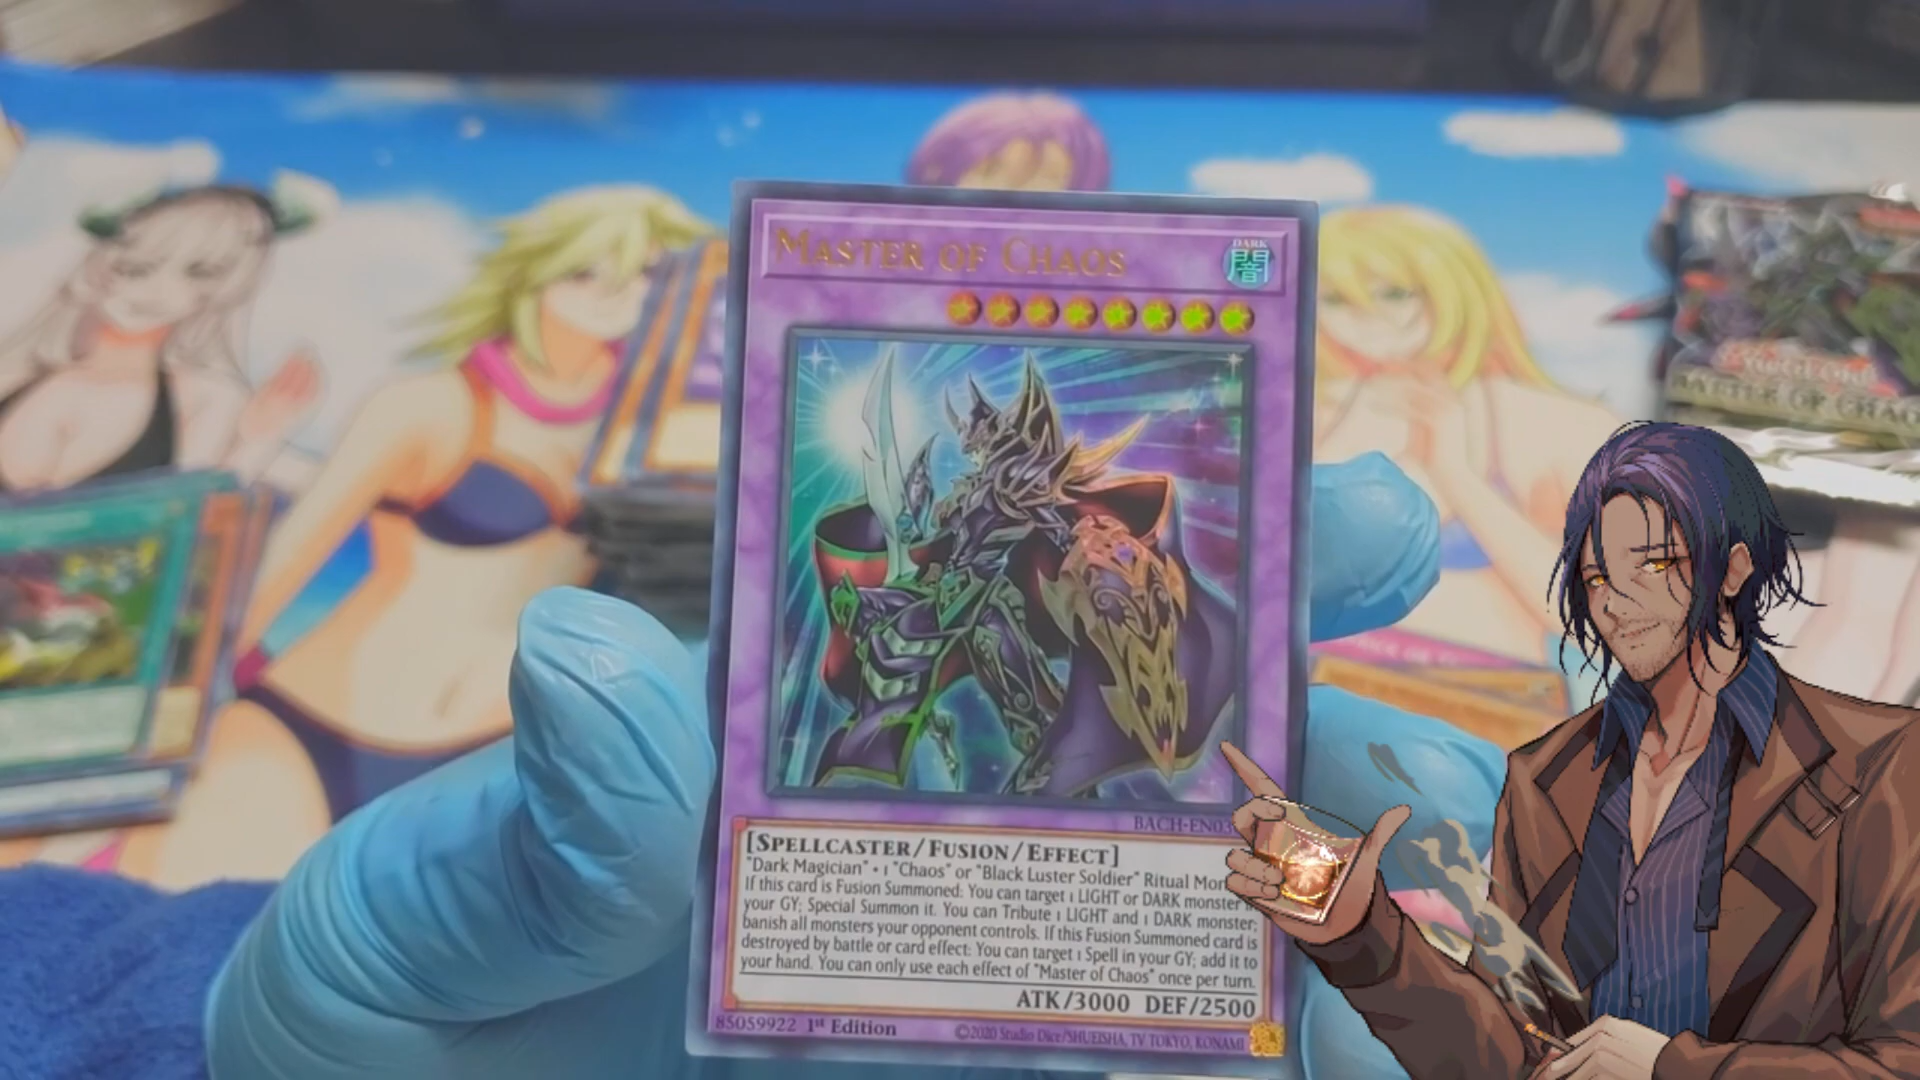 MASTER OF CHAOS
DARK
闇
BACH-EN03
[SPELLCASTER/FUSION/EFFECT]
"Dark Magician" + 1 "Chaos" or "Black Luster Soldier" Ritual Mon
If this card is Fusion Summoned: You can target 1 LIGHT or DARK monster
your GY; Special Summon it. You can Tribute 1 LIGHT and 1 DARK monster;
banish all monsters your opponent controls. If this Fusion Summoned card is
destroyed by battle or card effect: You can target 1 Spell in your GY; add it to
your hand. You can only use each effect of "Master of Chaos" once per turn.
ATK/3000 DEF/2500
85059922 1st Edition ©2020 Studio Dice/SHUEISHA, TV TOKYO, KONAMI
BATTLE OF CHAO